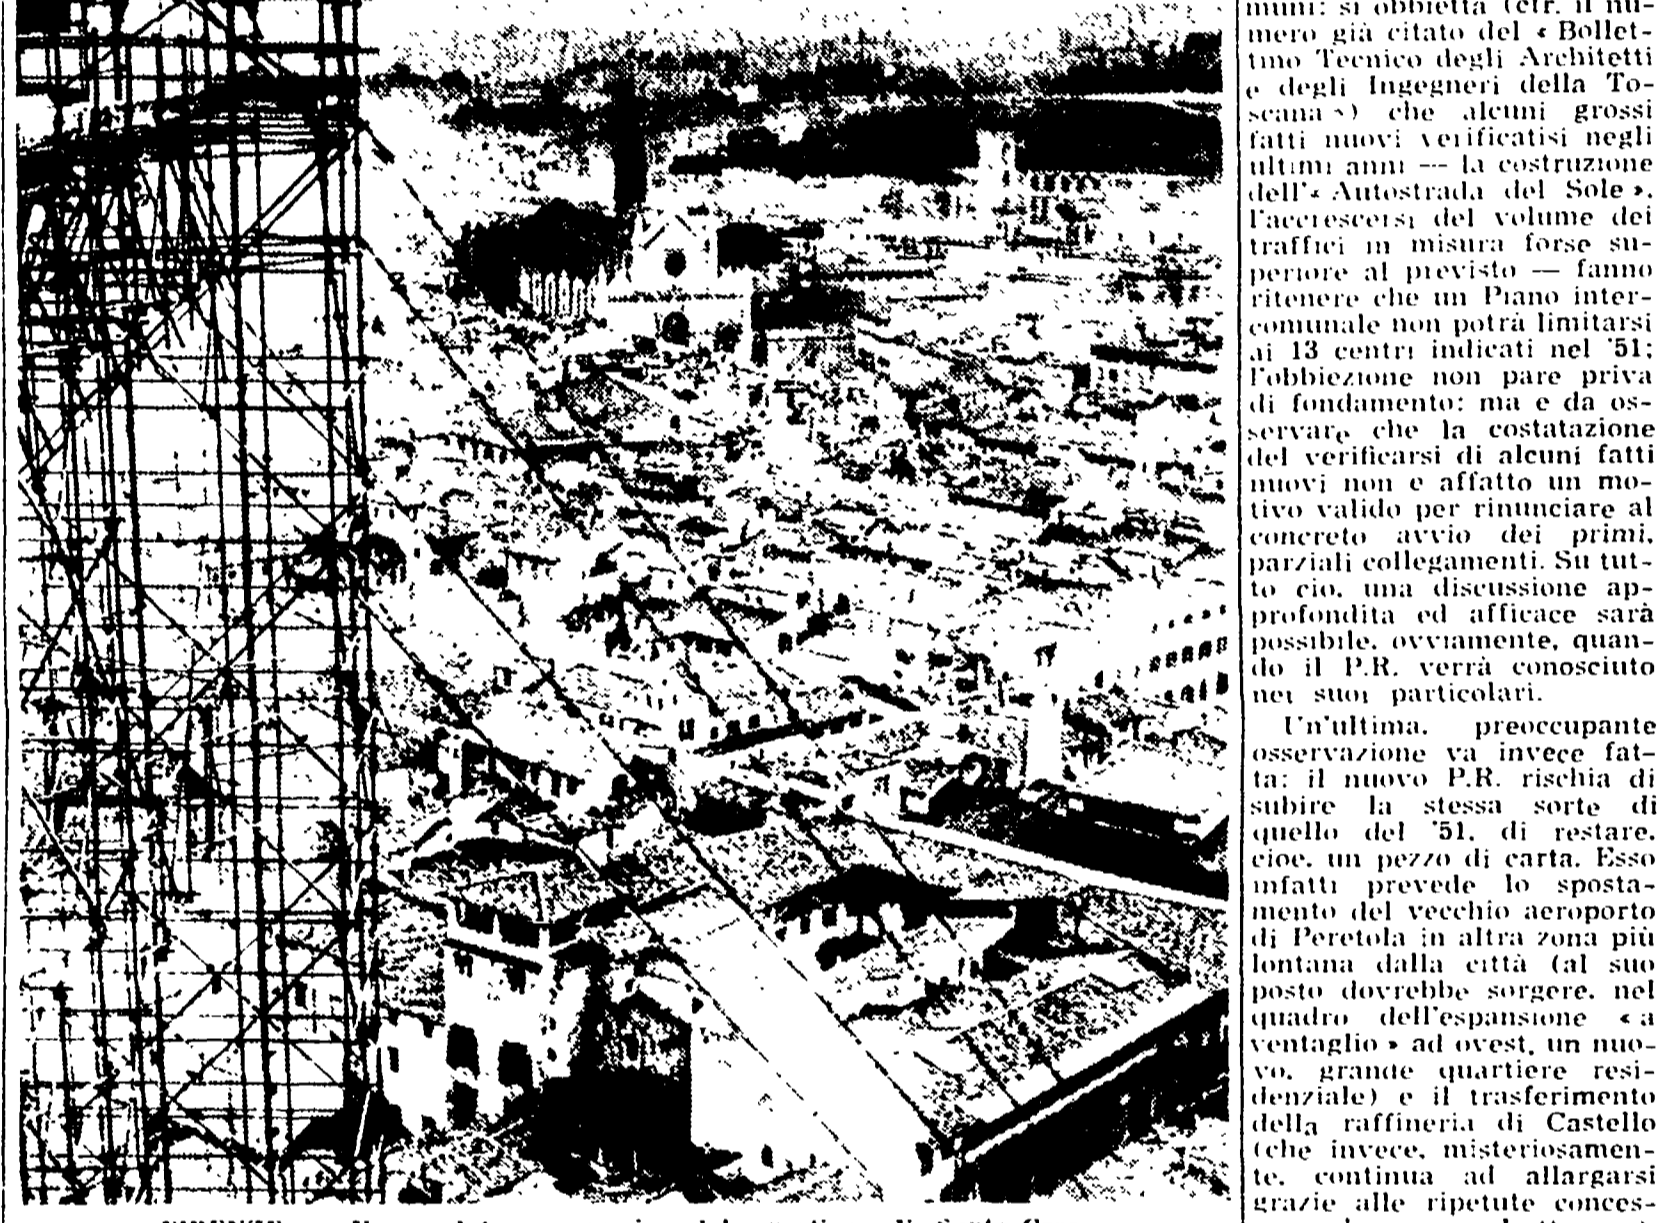 muni: si obbietta (cfr. il nu-
mero già citato del « Bollet-
tino Tecnico degli Architetti
e degli Ingegneri della To-
scana ») che alcuni grossi
fatti nuovi verificatisi negli
ultimi anni — la costruzione
dell'« Autostrada del Sole »,
l'accrescersi del volume dei
traffici in misura forse su-
periore al previsto — fanno
ritenere che un Piano inter-
comunale non potrà limitarsi
ai 13 centri indicati nel '51;
l'obbiezione non pare priva
di fondamento: ma e da os-
servare che la costatazione
del verificarsi di alcuni fatti
nuovi non e affatto un mo-
tivo valido per rinunciare al
concreto avvio dei primi,
parziali collegamenti. Su tut-
to cio, una discussione ap-
profondita ed afficace sarà
possibile, ovviamente, quan-
do il P.R. verrà conosciuto
nei suoi particolari.
Un'ultima, preoccupante
osservazione va invece fat-
ta: il nuovo P.R. rischia di
subire la stessa sorte di
quello del '51, di restare,
cioe, un pezzo di carta. Esso
infatti prevede lo sposta-
mento del vecchio aeroporto
di Peretola in altra zona più
lontana dalla città (al suo
posto dovrebbe sorgere, nel
quadro dell'espansione « a
ventaglio » ad ovest, un nuo-
vo, grande quartiere resi-
denziale) e il trasferimento
della raffineria di Castello
(che invece, misteriosamen-
te, continua ad allargarsi
grazie alle ripetute conces-